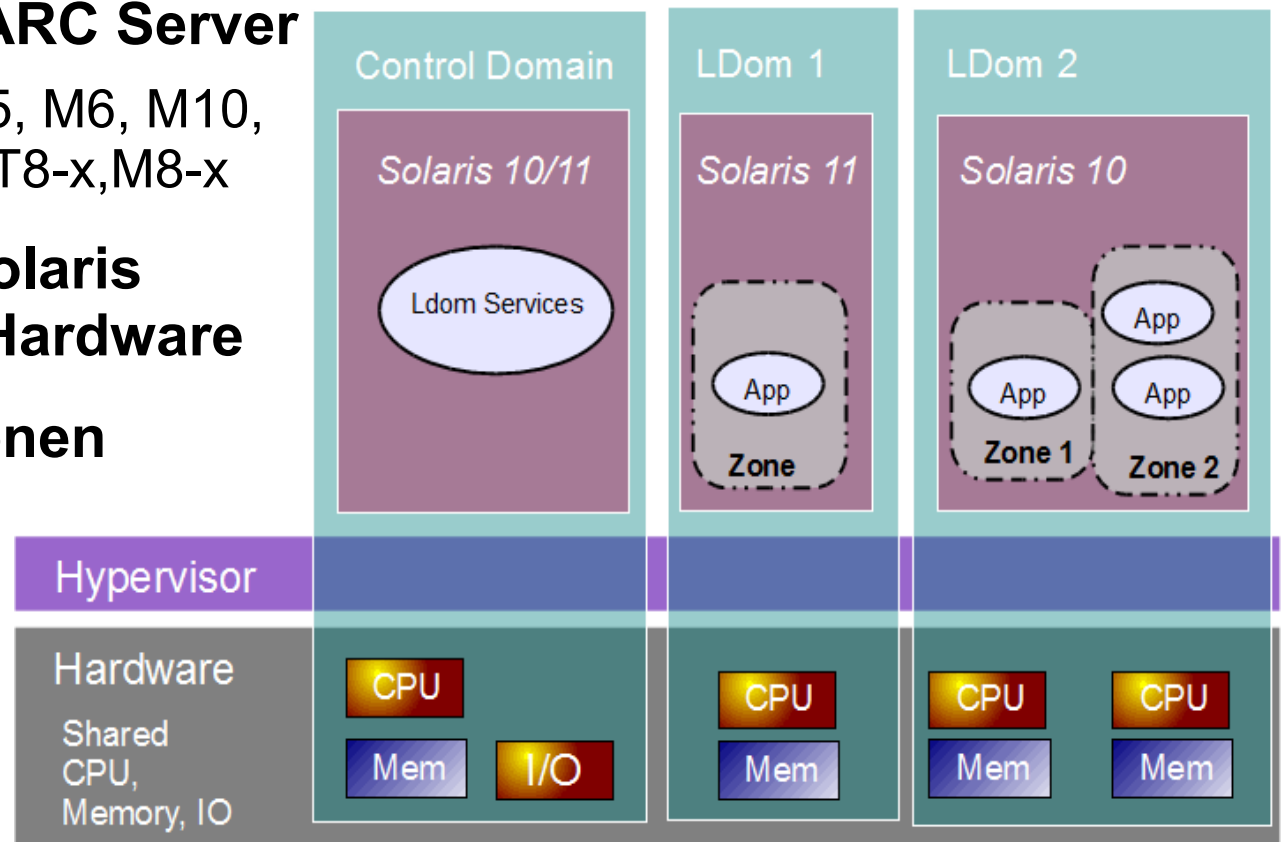 ARC Server
5, M6, M10,
T8-x,M8-x
olaris
Hardware
nen
Control Domain
Solaris 10/11
Ldom Services
LDom 1
Solaris 11
App
Zone
LDom 2
Solaris 10
App
Zone 1
App
App
Zone 2
Hypervisor
Hardware
Shared
CPU,
Memory, IO
CPU
Mem
I/O
CPU
Mem
CPU
Mem
CPU
Mem